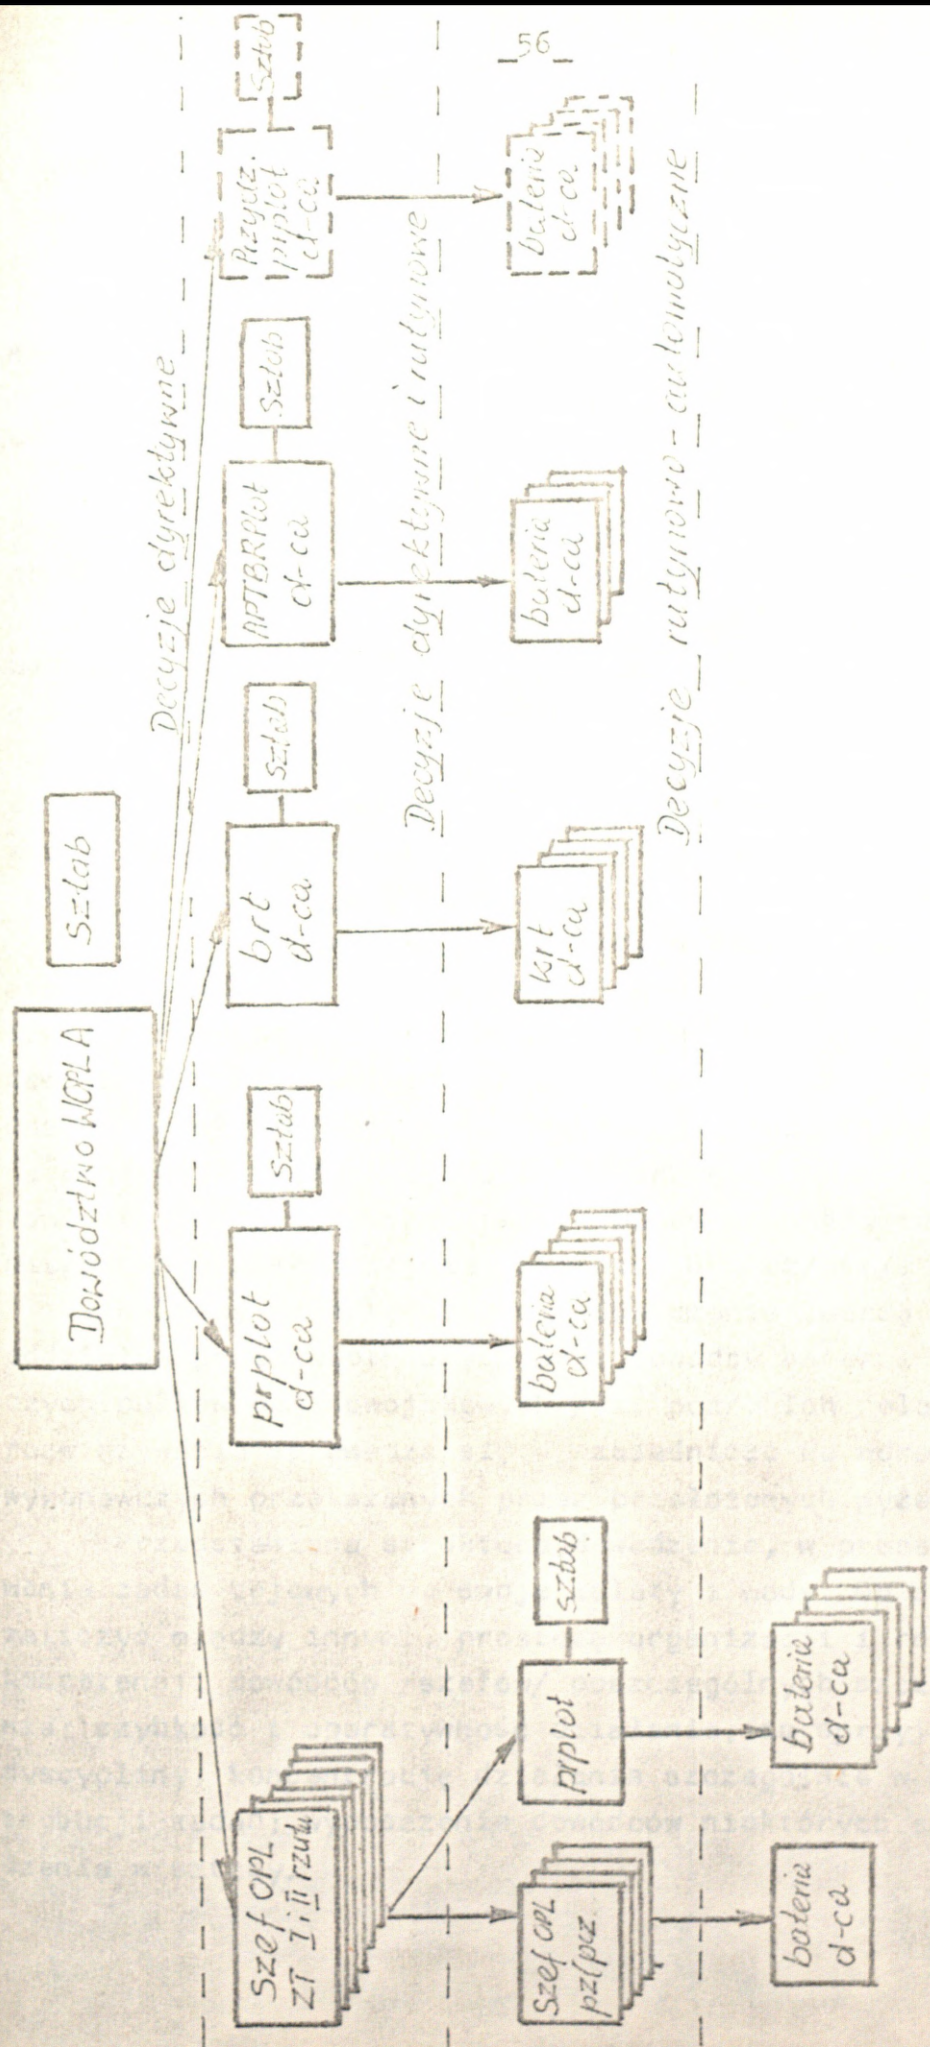 56
Dowództwo WOPLA
Sztab
Decyzje dyrektywne
Szef OPL
ZT I i II rzutu
prplot
d-ca
Sztab
brt
d-ca
sztab
APTBRPlot
d-ca
Sztab
Przydz.
prplot
d-ca
Sztab
Decyzje dyrektywne i rutynowe
Szef OPL
pz/pcz
prplot
sztab
bateria
d-ca
krt
d-ca
bateria
d-ca
bateria
d-ca
Decyzje rutynowo-automatyczne
bateria
d-ca
bateria
d-ca